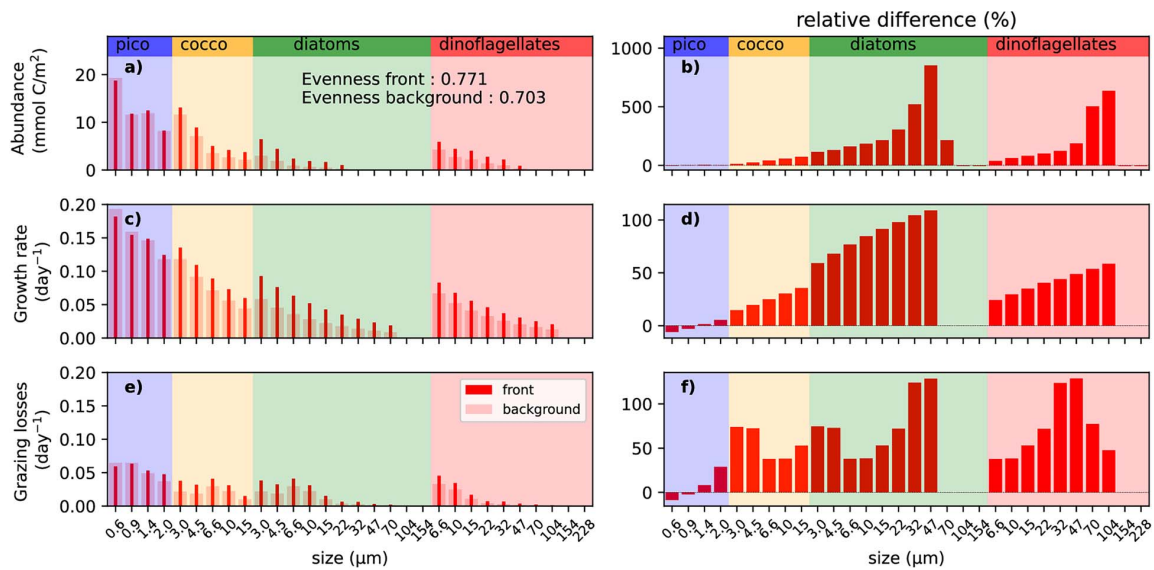 relative difference (%)
pico cocco diatoms dinoflagellates
pico cocco diatoms dinoflagellates
Abundance
(mmol C/m²)
20
10
0
a)
Evenness front : 0.771
Evenness background : 0.703
1000
500
0
b)
Growth rate
(day⁻¹)
0.20
0.15
0.10
0.05
0.00
c)
100
50
0
d)
Grazing losses
(day⁻¹)
0.20
0.15
0.10
0.05
0.00
e)
front
background
100
50
0
f)
0.6 0.9 1.4 2.0 3.0 4.5 6.6 10 15 3.0 4.5 6.6 10 15 22 32 47 70 104 154 6.6 10 15 22 32 47 70 104 154 228
0.6 0.9 1.4 2.0 3.0 4.5 6.6 10 15 3.0 4.5 6.6 10 15 22 32 47 70 104 154 6.6 10 15 22 32 47 70 104 154 228
size (μm)
size (μm)